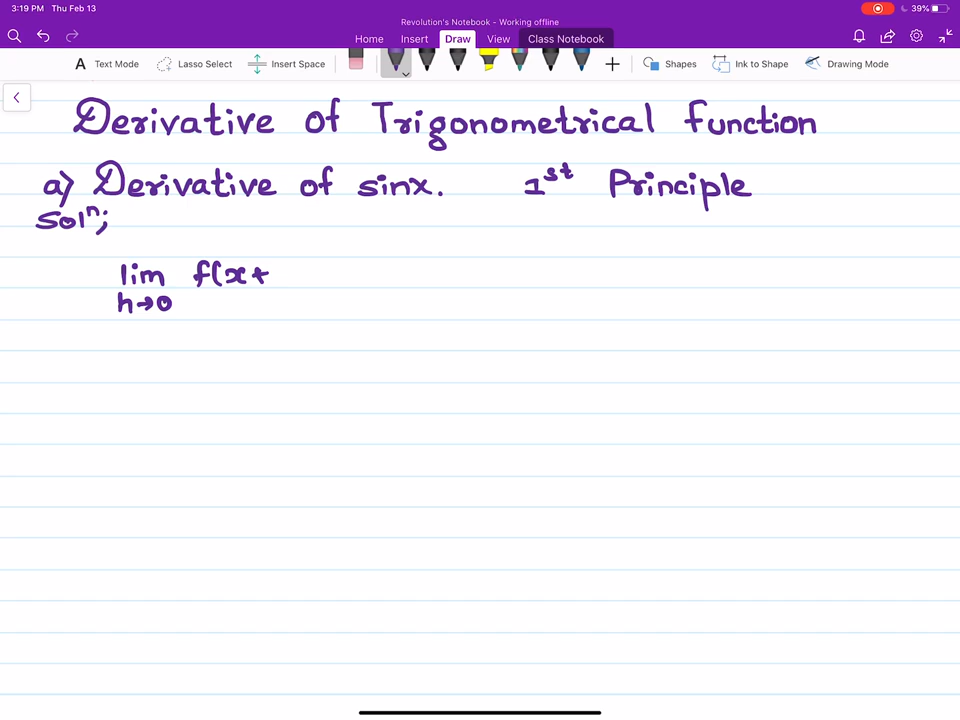 3:19 PM Thu Feb 13
39%
Revolution's Notebook - Working offline
Home Insert Draw View Class Notebook
A Text Mode Lasso Select Insert Space Shapes Ink to Shape Drawing Mode
Derivative of Trigonometrical function
a) Derivative of sinx. 1st Principle
Solⁿ;
lim f(x+
h→0